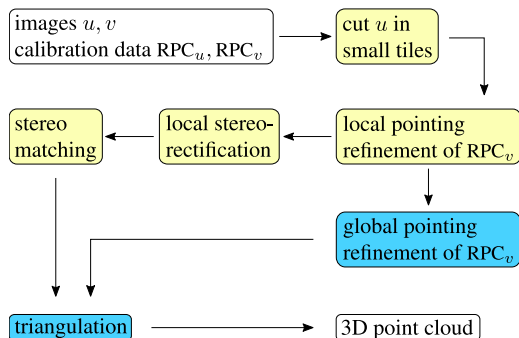 images u, v
calibration data RPC_u, RPC_v
cut u in
small tiles
stereo
matching
local stereo-
rectification
local pointing
refinement of RPC_v
global pointing
refinement of RPC_v
triangulation
3D point cloud